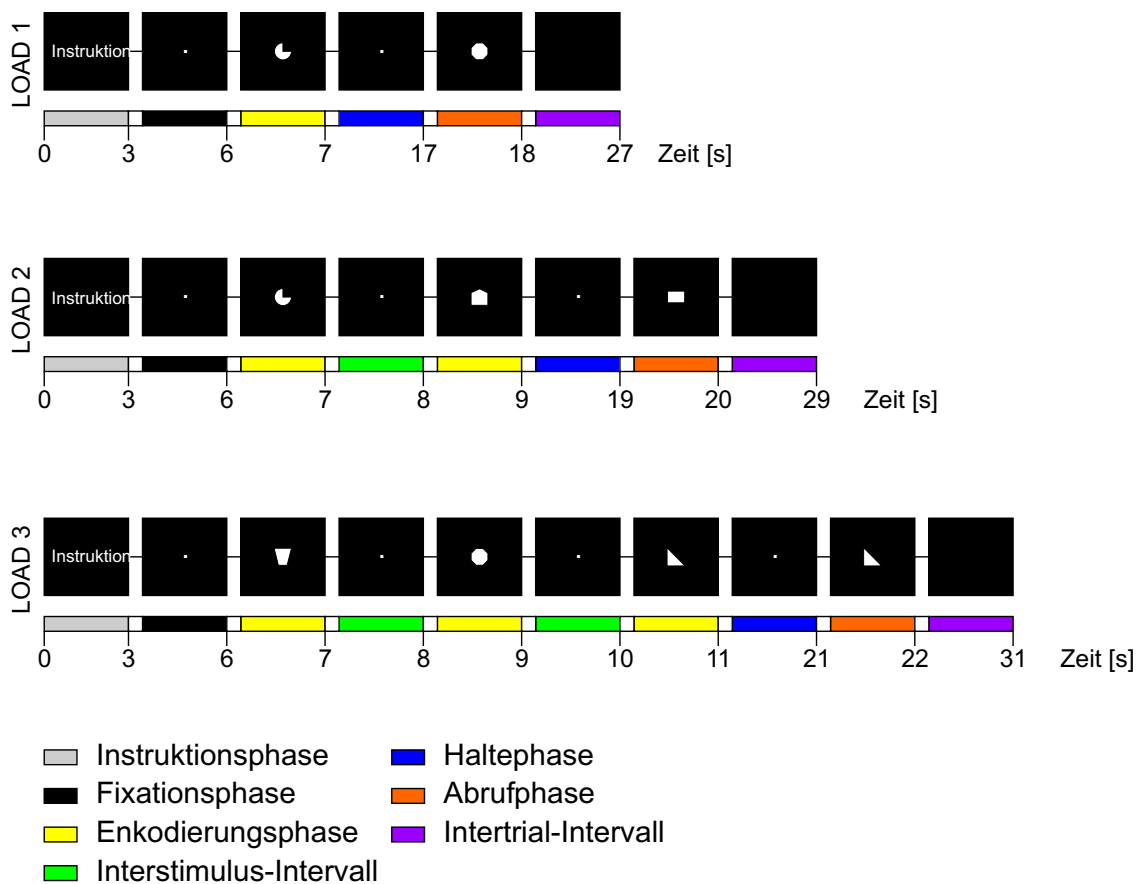 LOAD 1
Instruktion
0 3 6 7 17 18 27 Zeit [s]
LOAD 2
Instruktion
0 3 6 7 8 9 19 20 29 Zeit [s]
LOAD 3
Instruktion
0 3 6 7 8 9 10 11 21 22 31 Zeit [s]
Instruktionsphase
Fixationsphase
Enkodierungsphase
Interstimulus-Intervall
Haltephase
Abrufphase
Intertrial-Intervall